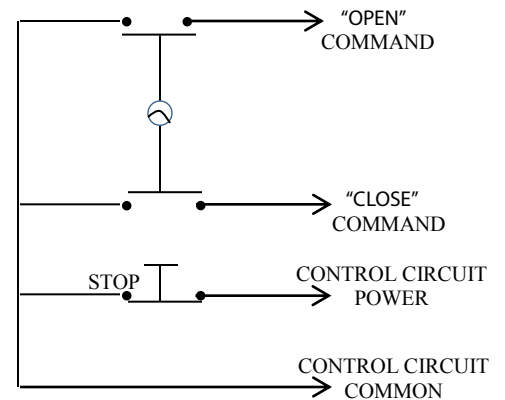 “OPEN”
COMMAND
“CLOSE”
COMMAND
STOP
CONTROL CIRCUIT
POWER
CONTROL CIRCUIT
COMMON